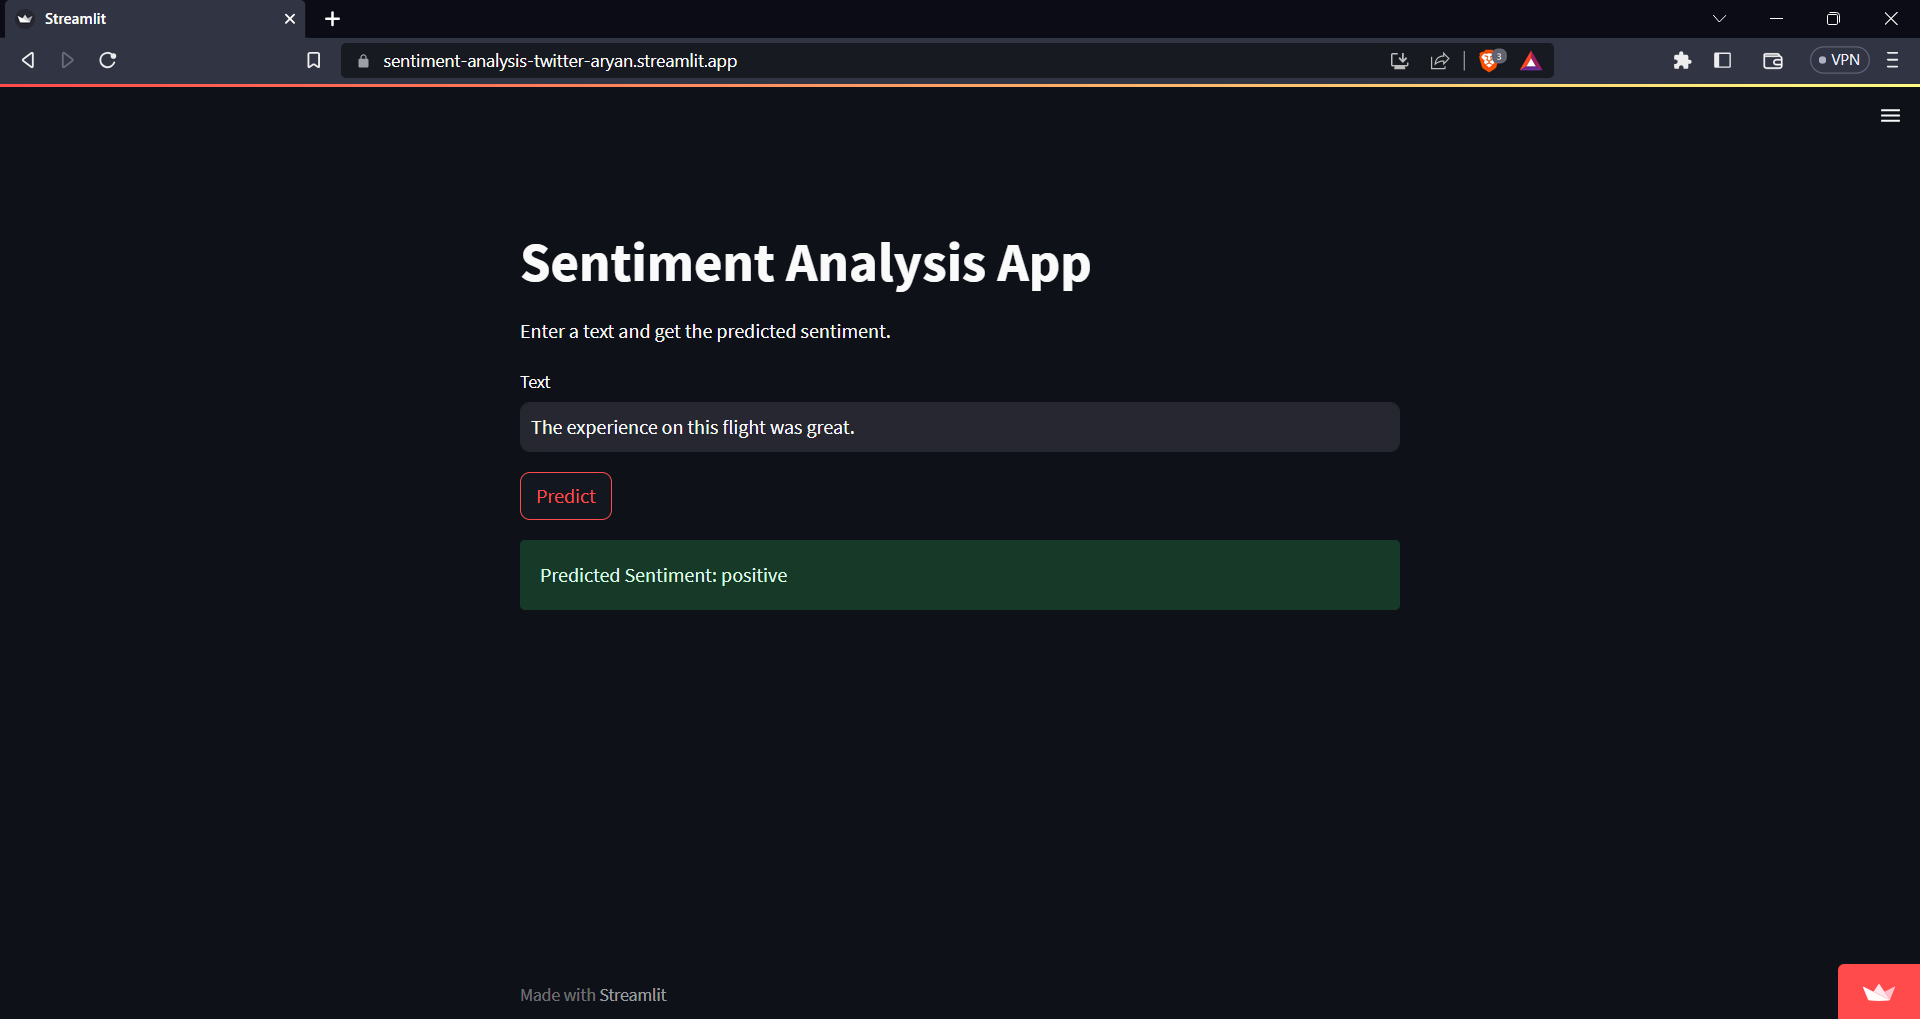 Streamlit
sentiment-analysis-twitter-aryan.streamlit.app
3
VPN
Sentiment Analysis App
Enter a text and get the predicted sentiment.
Text
The experience on this flight was great.
Predict
Predicted Sentiment: positive
Made with Streamlit